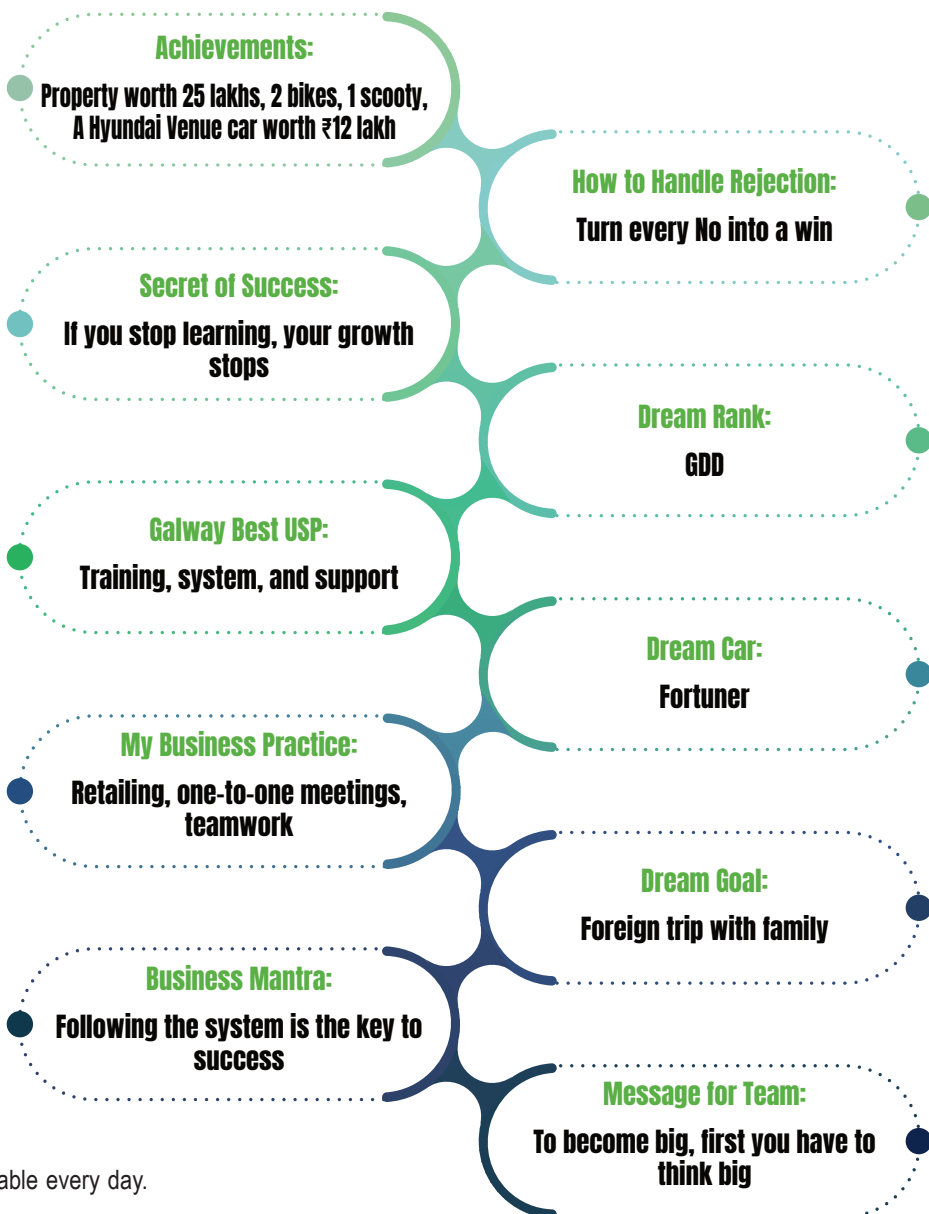 Achievements:
Property worth 25 lakhs, 2 bikes, 1 scooty,
A Hyundai Venue car worth ₹12 lakh
How to Handle Rejection:
Turn every No into a win
Secret of Success:
If you stop learning, your growth
stops
Dream Rank:
GDD
Galway Best USP:
Training, system, and support
Dream Car:
Fortuner
My Business Practice:
Retailing, one-to-one meetings,
teamwork
Dream Goal:
Foreign trip with family
Business Mantra:
Following the system is the key to
success
Message for Team:
To become big, first you have to
think big
able every day.